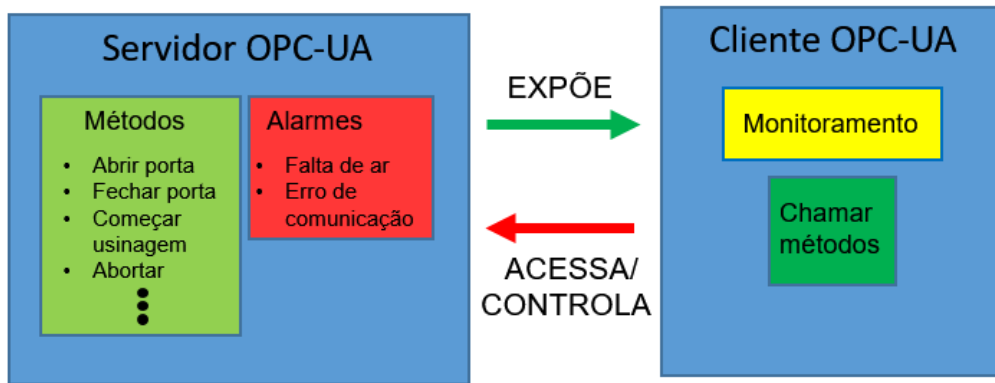 Servidor OPC-UA
Métodos
• Abrir porta
• Fechar porta
• Começar
usinagem
• Abortar
Alarmes
• Falta de ar
• Erro de
comunicação
EXPÕE
ACESSA/
CONTROLA
Cliente OPC-UA
Monitoramento
Chamar
métodos